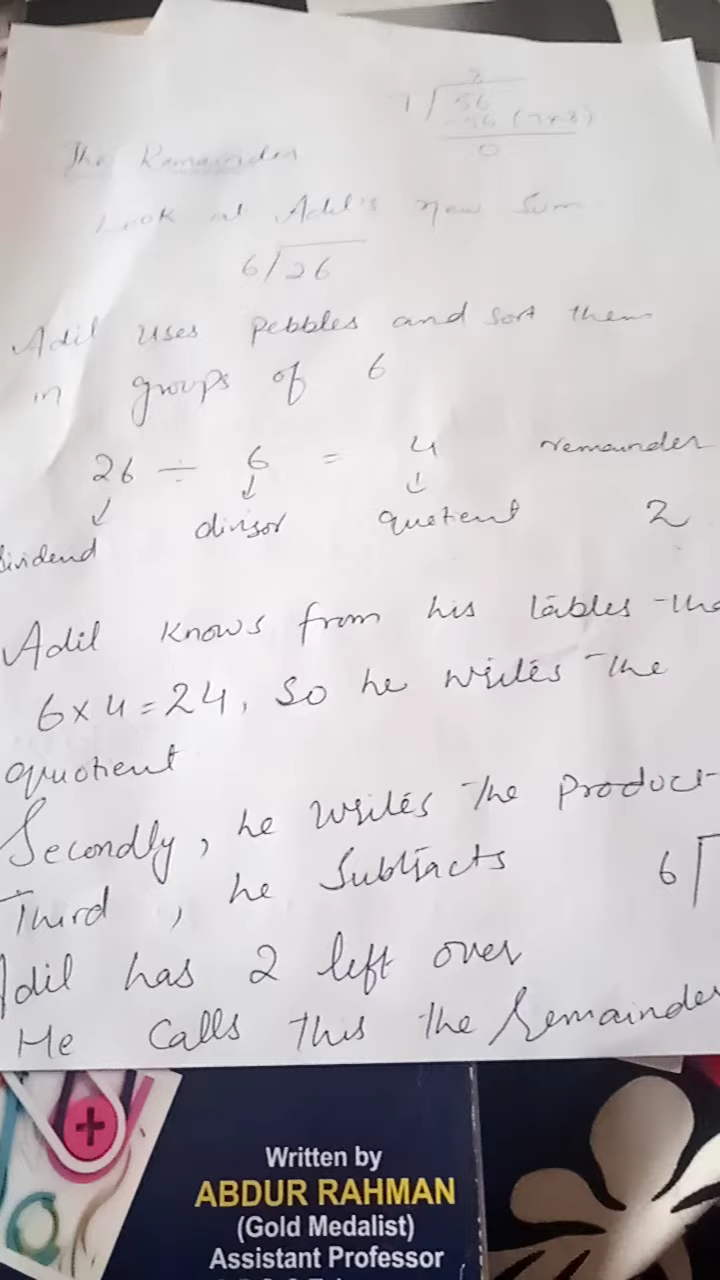 7
56
(7×8)
0
The Remainder
Look at Adil's new sum
6/26
Adil uses pebbles and sort them
in groups of 6
26 ÷ 6 = 4 remainder
dividend divisor quotient 2
Adil knows from his tables the
6×4=24, so he writes the
quotient
Secondly, he writes the product
Third, he Subtracts 6
Adil has 2 left over
He calls this the Remainder
Written by
ABDUR RAHMAN
(Gold Medalist)
Assistant Professor